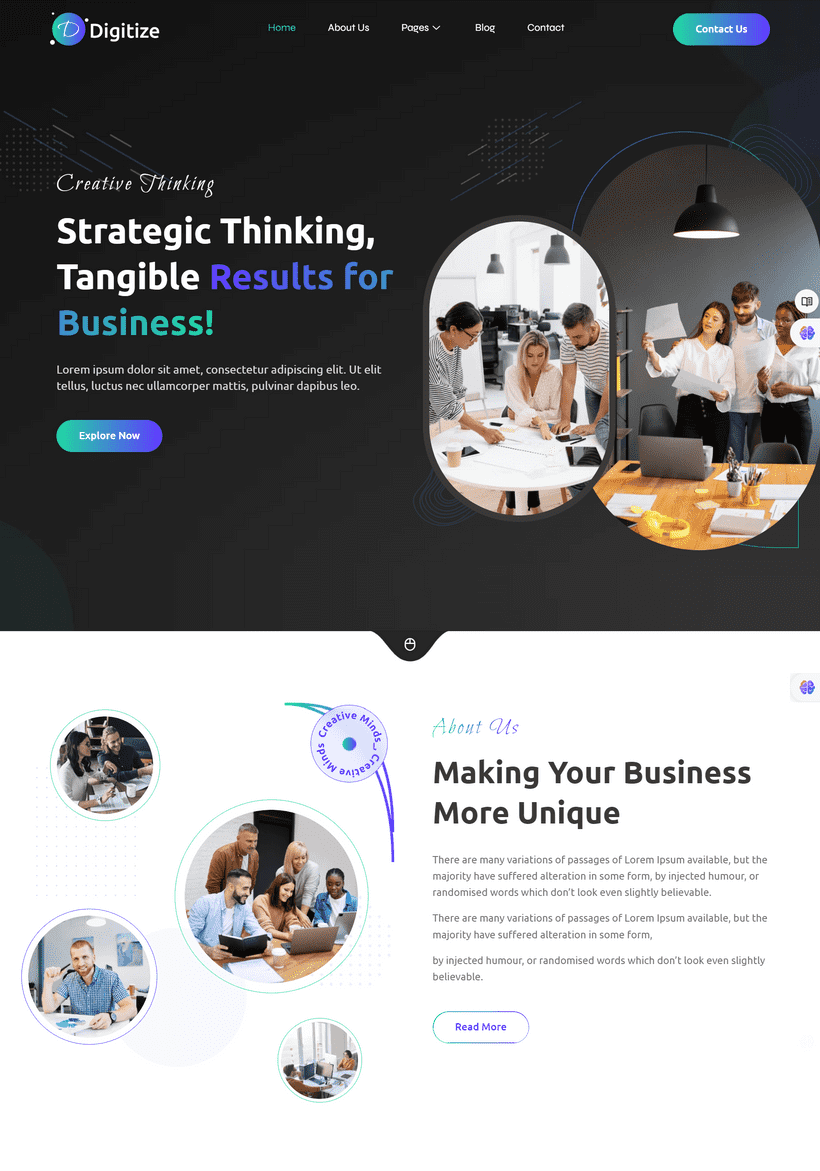 D Digitize
Home About Us Pages Blog Contact
Contact Us
Creative Thinking
Strategic Thinking,
Tangible Results for
Business!
Lorem ipsum dolor sit amet, consectetur adipiscing elit. Ut elit
tellus, luctus nec ullamcorper mattis, pulvinar dapibus leo.
Explore Now
Creative Minds.. Creative Minds
About Us
Making Your Business
More Unique
There are many variations of passages of Lorem Ipsum available, but the
majority have suffered alteration in some form, by injected humour, or
randomised words which don't look even slightly believable.
There are many variations of passages of Lorem Ipsum available, but the
majority have suffered alteration in some form,
by injected humour, or randomised words which don't look even slightly
believable.
Read More